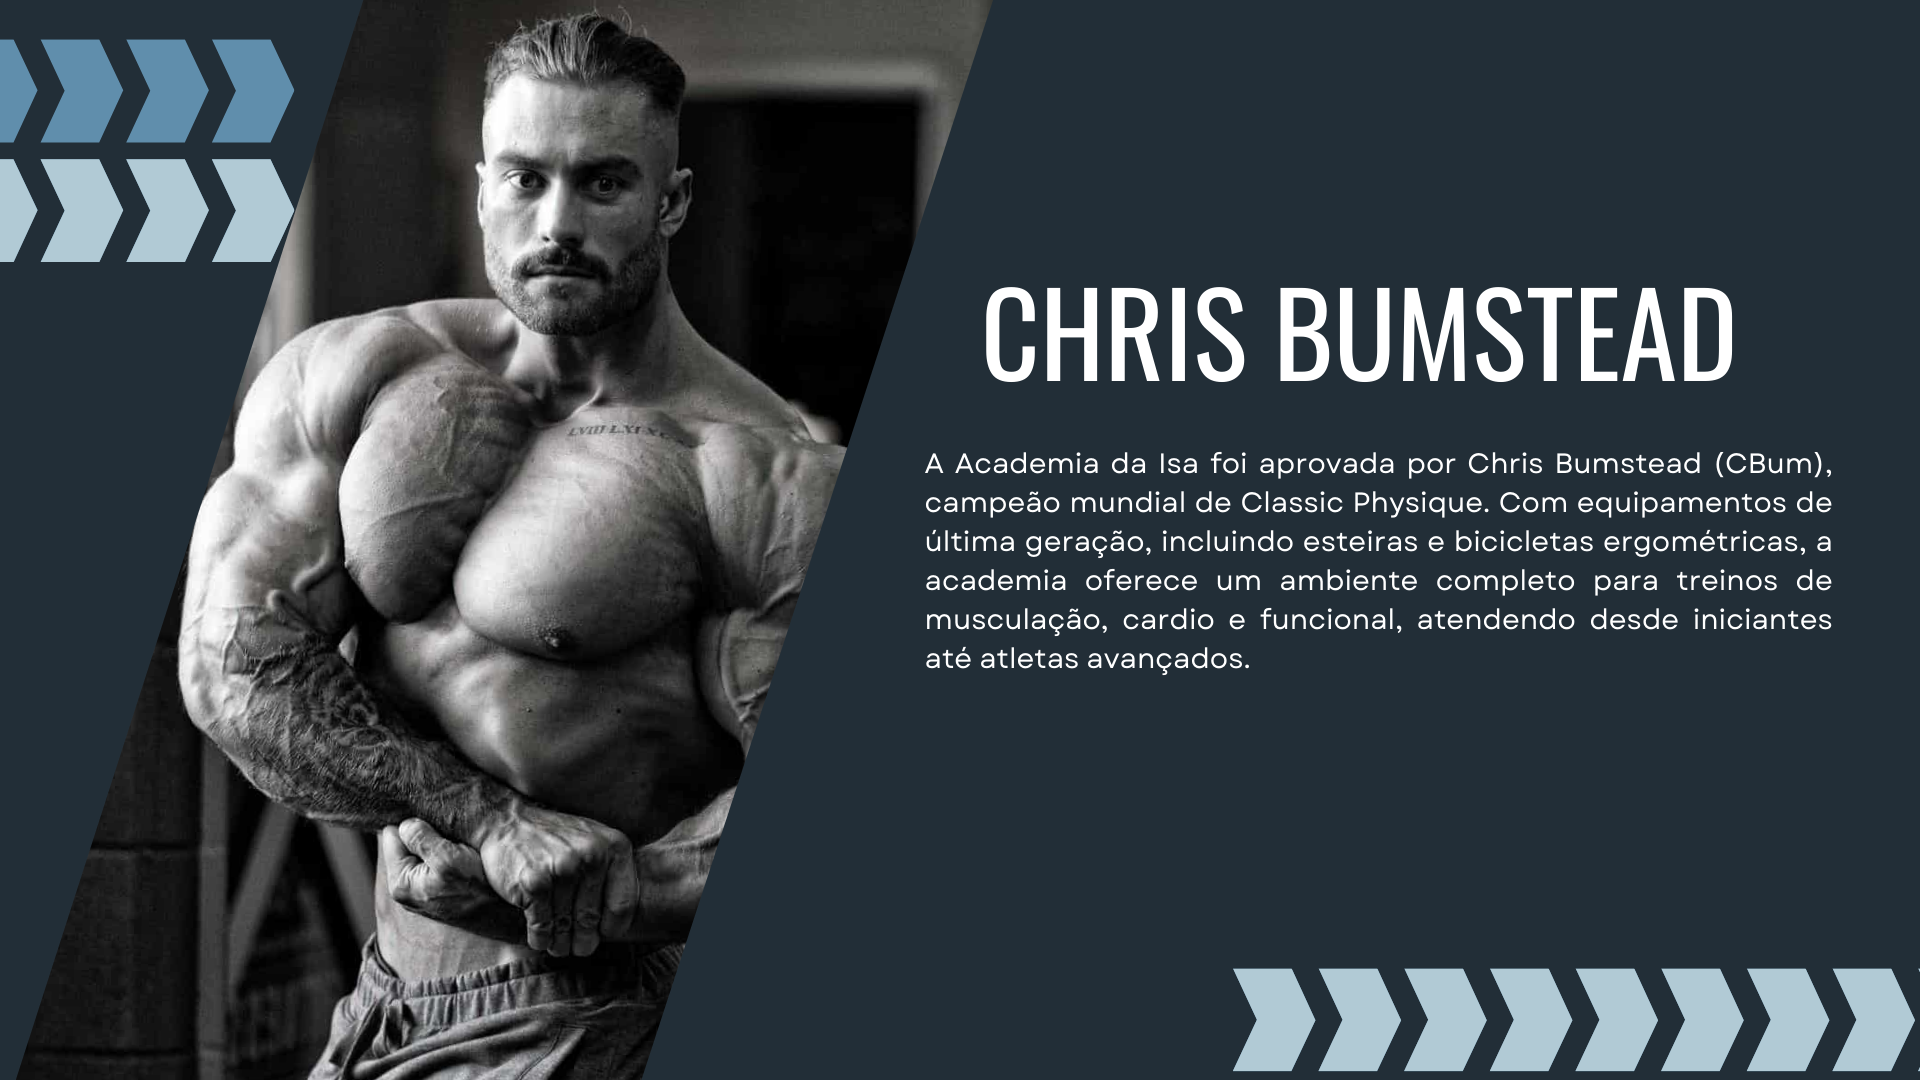 CHRIS BUMSTEAD
A Academia da Isa foi aprovada por Chris Bumstead (CBum),
campeão mundial de Classic Physique. Com equipamentos de
última geração, incluindo esteiras e bicicletas ergométricas, a
academia oferece um ambiente completo para treinos de
musculação, cardio e funcional, atendendo desde iniciantes
até atletas avançados.